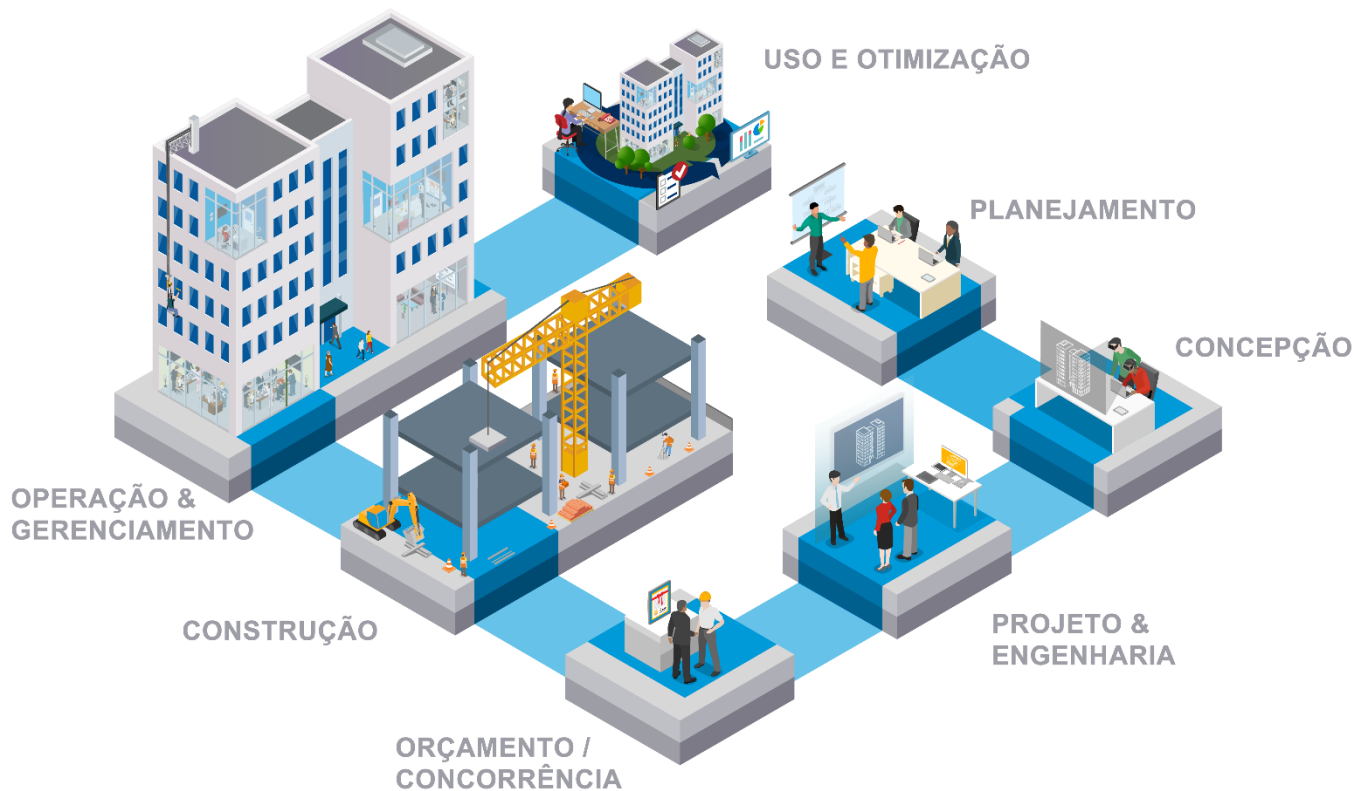 USO E OTIMIZAÇÃO
PLANEJAMENTO
CONCEPÇÃO
OPERAÇÃO &
GERENCIAMENTO
CONSTRUÇÃO
PROJETO &
ENGENHARIA
ORÇAMENTO /
CONCORRÊNCIA